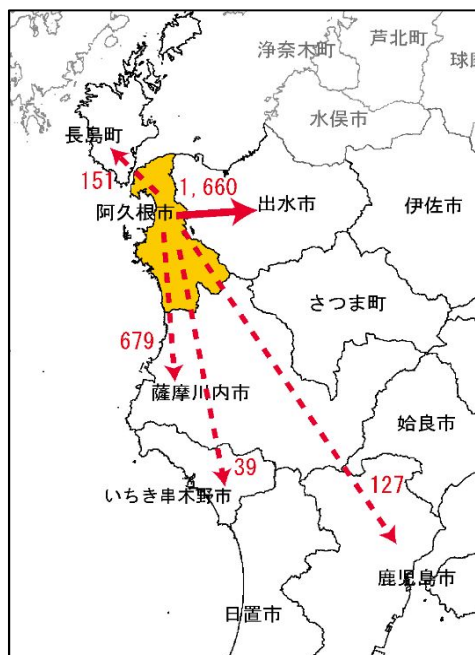 浄奈木町
芦北町
球
水俣市
長島町
151
1,660
阿久根市
出水市
伊佐市
さつま町
679
薩摩川内市
姶良市
39
127
いちき串木野市
鹿児島市
日置市